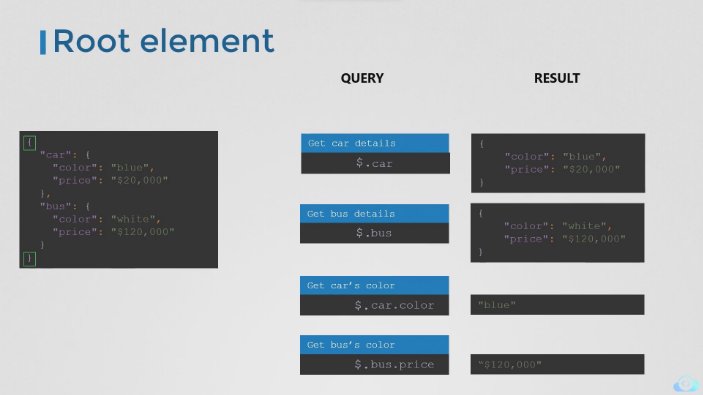 Root element
QUERY
RESULT
{
"car": {
"color": "blue",
"price": "$20,000"
},
"bus": {
"color": "white",
"price": "$120,000"
}
}
Get car details
$.car
{
"color": "blue",
"price": "$20,000"
}
Get bus details
$.bus
{
"color": "white",
"price": "$120,000"
}
Get car’s color
$.car.color
"blue"
Get bus’s color
$.bus.price
“$120,000"